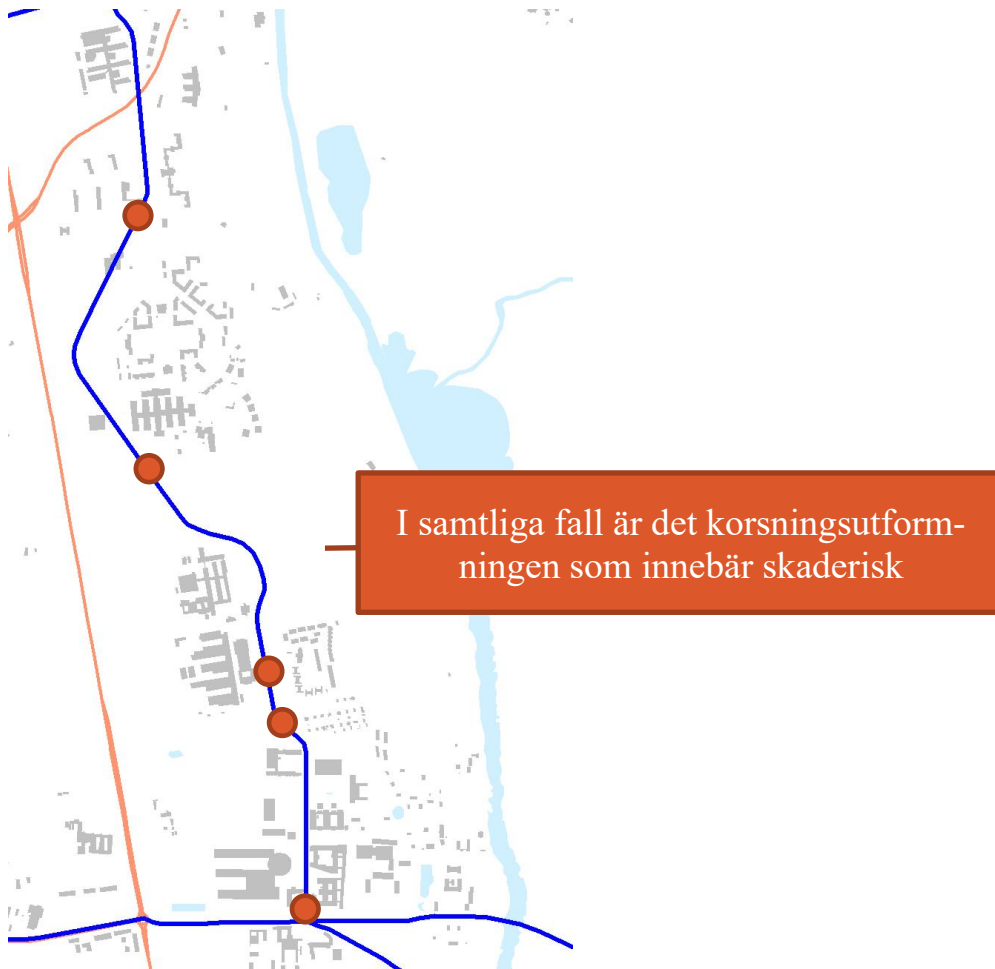 I samtliga fall är det korsningsutform-
ningen som innebär skaderisk